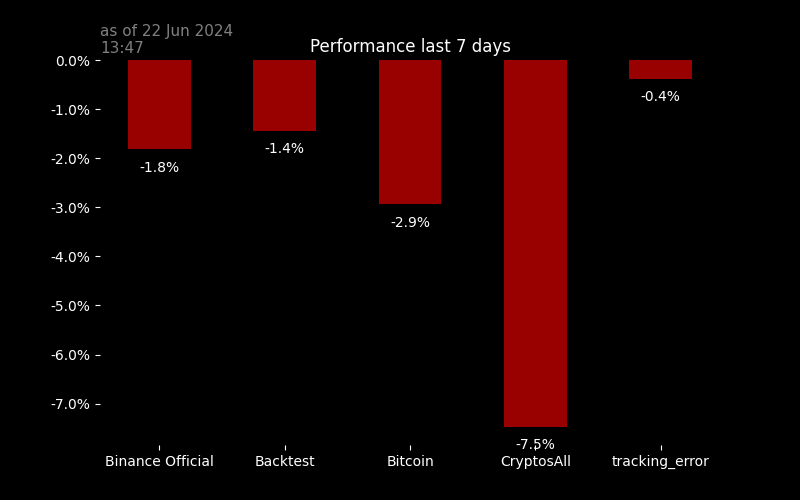 as of 22 Jun 2024
13:47
Performance last 7 days
0.0%
-1.0%
-2.0%
-3.0%
-4.0%
-5.0%
-6.0%
-7.0%
-1.8%
-1.4%
-2.9%
-7.5%
-0.4%
Binance Official
Backtest
Bitcoin
CryptosAll
tracking_error